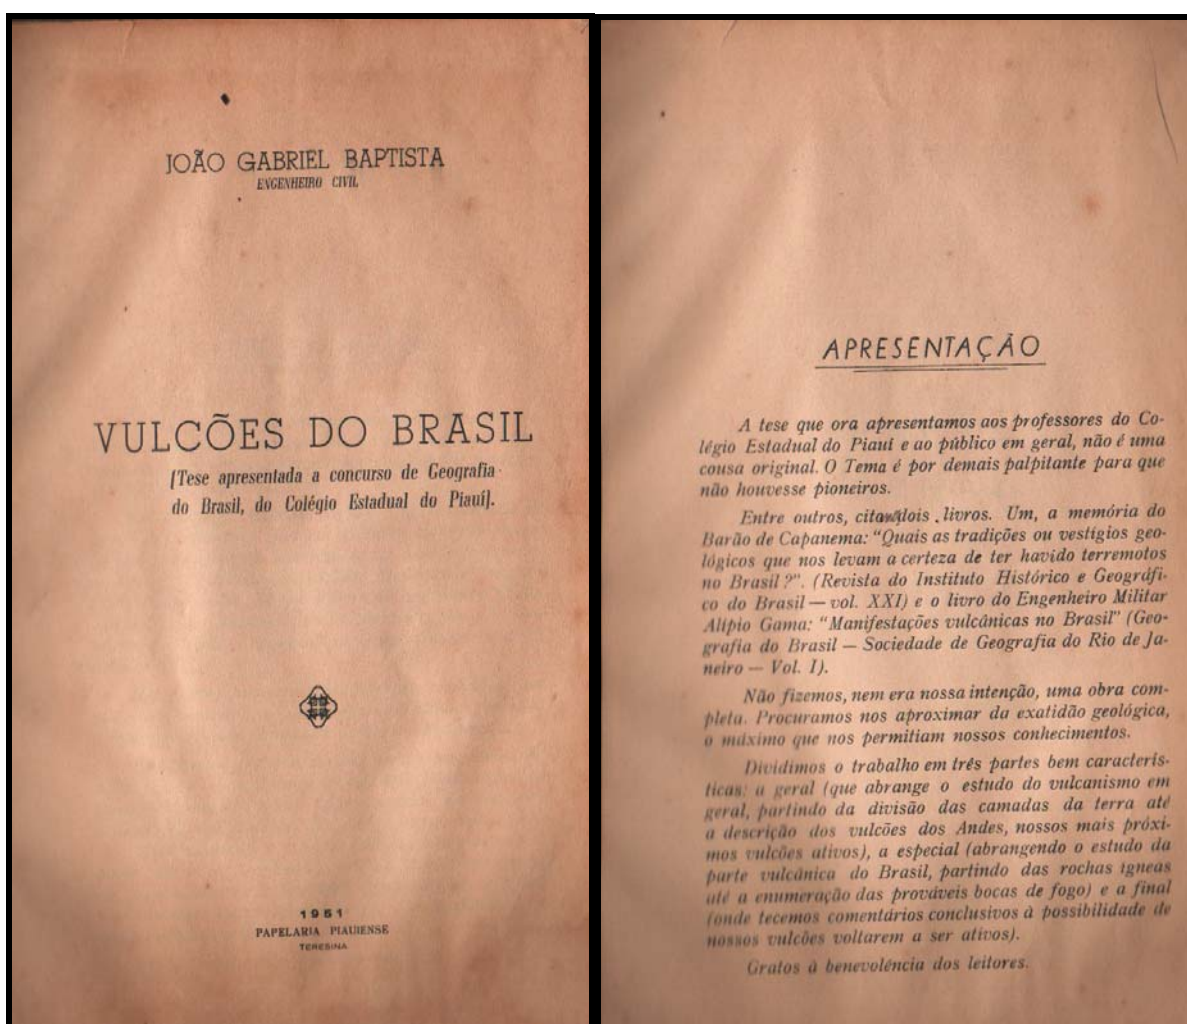 JOÃO GABRIEL BAPTISTA
ENGENHEIRO CIVIL
VULCÕES DO BRASIL
(Tese apresentada a concurso de Geografia
do Brasil, do Colégio Estadual do Piauí).
1951
PAPELARIA PIAUIENSE
TERESINA
APRESENTAÇÃO
A tese que ora apresentamos aos professores do Co-
légio Estadual do Piauí e ao público em geral, não é uma
cousa original. O Tema é por demais palpitante para que
não houvesse pioneiros.
Entre outros, dois livros. Um, a memória do
Barão de Capanema: "Quais as tradições ou vestígios geo-
lógicos que nos levam a certeza de ter havido terremotos
no Brasil?". (Revista do Instituto Histórico e Geográfi-
co do Brasil — vol. XXI) e o livro do Engenheiro Militar
Alípio Gama: "Manifestações vulcânicas no Brasil" (Geo-
grafia do Brasil — Sociedade de Geografia do Rio de Ja-
neiro — Vol. I).
Não fizemos, nem era nossa intenção, uma obra com-
pleta. Procuramos nos aproximar da exatidão geológica,
o máximo que nos permitiam nossos conhecimentos.
Dividimos o trabalho em três partes bem caracterís-
ticas: a geral (que abrange o estudo do vulcanismo em
geral, partindo da divisão das camadas da terra até
a descrição dos vulcões dos Andes, nossos mais próxi-
mos vulcões ativos), a especial (abrangendo o estudo da
parte vulcânica do Brasil, partindo das rochas ígneas
até a enumeração das prováveis bocas de fogo) e a final
(onde tecemos comentários conclusivos à possibilidade de
nossos vulcões voltarem a ser ativos).
Gratos à benevolência dos leitores.